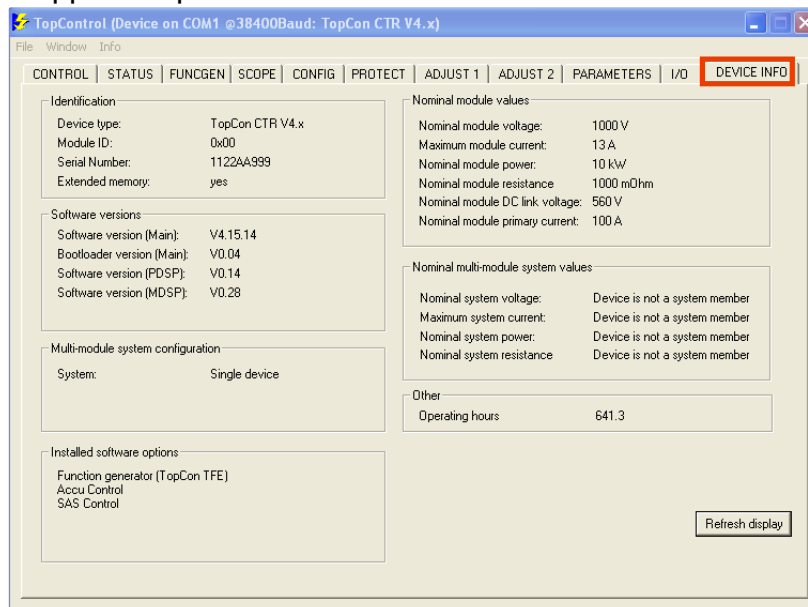 TopControl (Device on COM1 @38400Baud: TopCon CTR V4.x)
File Window Info
CONTROL STATUS FUNCGEN SCOPE CONFIG PROTECT ADJUST 1 ADJUST 2 PARAMETERS I/O DEVICE INFO
Identification
Device type: TopCon CTR V4.x
Module ID: 0x00
Serial Number: 1122AA999
Extended memory: yes
Software versions
Software version (Main): V4.15.14
Bootloader version (Main): V0.04
Software version (PDSP): V0.14
Software version (MDSP): V0.28
Multi-module system configuration
System: Single device
Installed software options
Function generator (TopCon TFE)
Accu Control
SAS Control
Nominal module values
Nominal module voltage: 1000 V
Maximum module current: 13 A
Nominal module power: 10 kW
Nominal module resistance 1000 mOhm
Nominal module DC link voltage: 560 V
Nominal module primary current: 100 A
Nominal multi-module system values
Nominal system voltage: Device is not a system member
Maximum system current: Device is not a system member
Nominal system power: Device is not a system member
Nominal system resistance Device is not a system member
Other
Operating hours 641.3
Refresh display